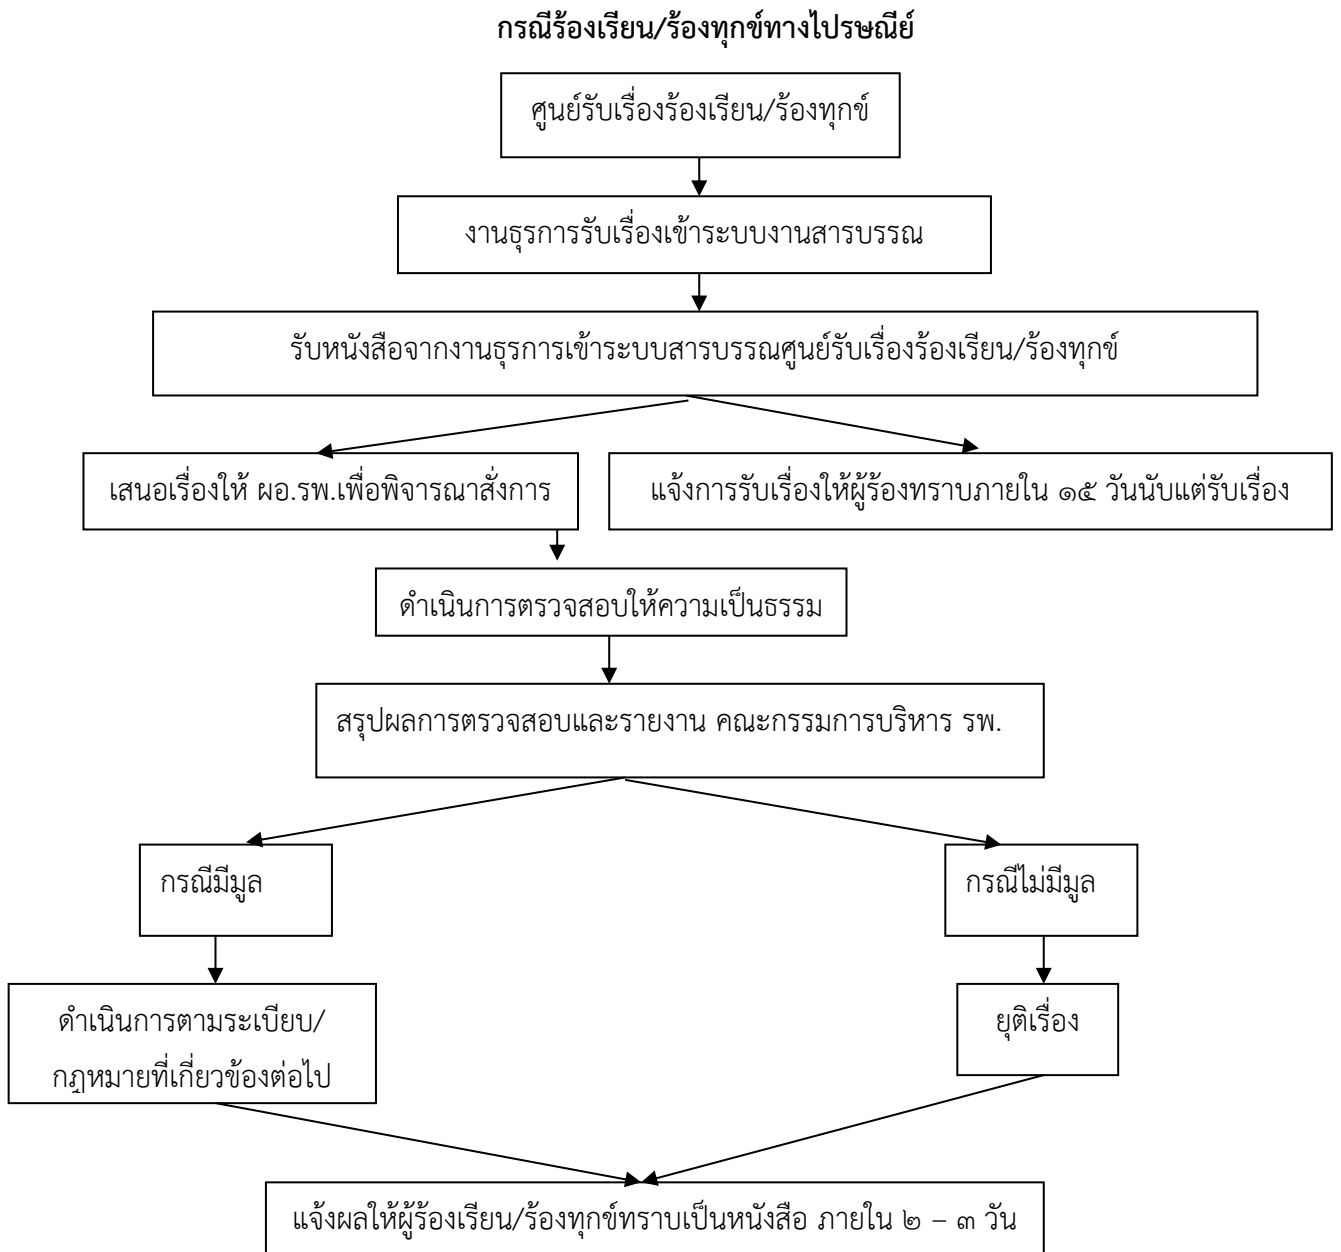 กรณีร้องเรียน/ร้องทุกข์ทางไปรษณีย์
ศูนย์รับเรื่องร้องเรียน/ร้องทุกข์
งานธุรการรับเรื่องเข้าระบบงานสารบรรณ
รับหนังสือจากงานธุรการเข้าระบบสารบรรณศูนย์รับเรื่องร้องเรียน/ร้องทุกข์
เสนอเรื่องให้ ผอ.รพ.เพื่อพิจารณาสั่งการ
แจ้งการรับเรื่องให้ผู้ร้องทราบภายใน ๑๕ วันนับแต่รับเรื่อง
ดำเนินการตรวจสอบให้ความเป็นธรรม
สรุปผลการตรวจสอบและรายงาน คณะกรรมการบริหาร รพ.
กรณีมีมูล
กรณีไม่มีมูล
ดำเนินการตามระเบียบ/
กฎหมายที่เกี่ยวข้องต่อไป
ยุติเรื่อง
แจ้งผลให้ผู้ร้องเรียน/ร้องทุกข์ทราบเป็นหนังสือ ภายใน ๒ – ๓ วัน